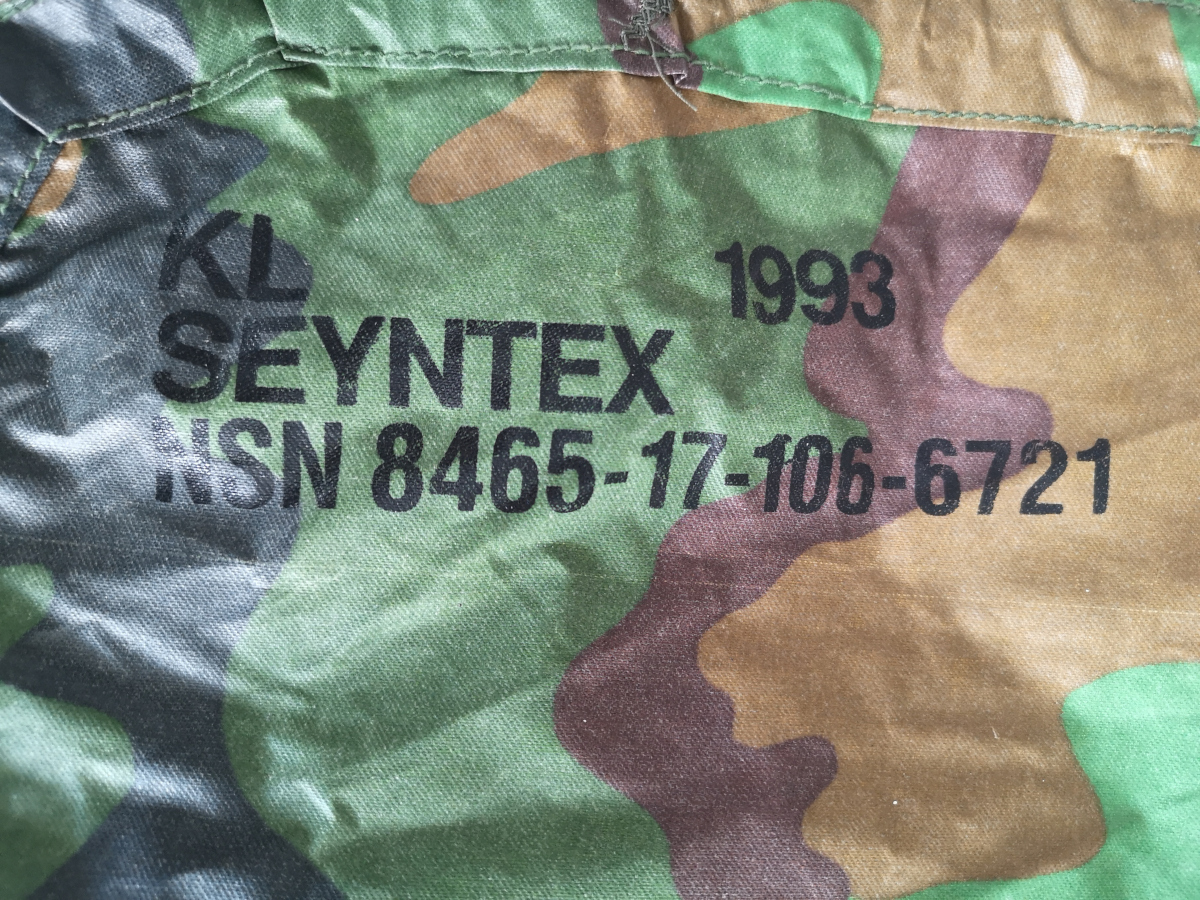 KL
1993
SEYNTEX
NSN 8465-17-106-6721